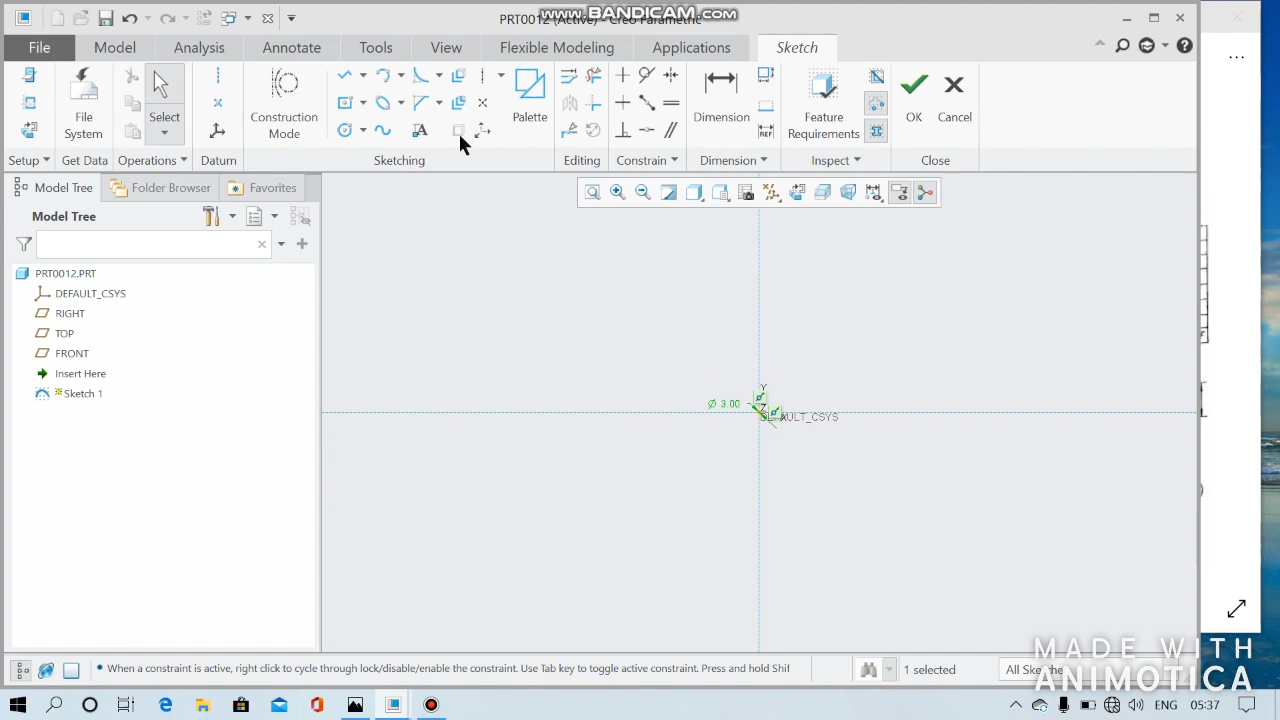 PRT0012 (Active) - Creo Parametric
WWW.BANDICAM.COM
File
Model
Analysis
Annotate
Tools
View
Flexible Modeling
Applications
Sketch
File System
Select
Construction Mode
Palette
Dimension
Feature Requirements
OK
Cancel
Setup
Get Data
Operations
Datum
Sketching
Editing
Constrain
Dimension
Inspect
Close
Model Tree
Folder Browser
Favorites
Model Tree
PRT0012.PRT
DEFAULT_CSYS
RIGHT
TOP
FRONT
Insert Here
Sketch 1
Y
Ø 3.00
Z
DEFAULT_CSYS
When a constraint is active, right click to cycle through lock/disable/enable the constraint. Use Tab key to toggle active constraint. Press and hold Shif
1 selected
All Sketche
MADE WITH
ANIMOTICA
ENG
05:37